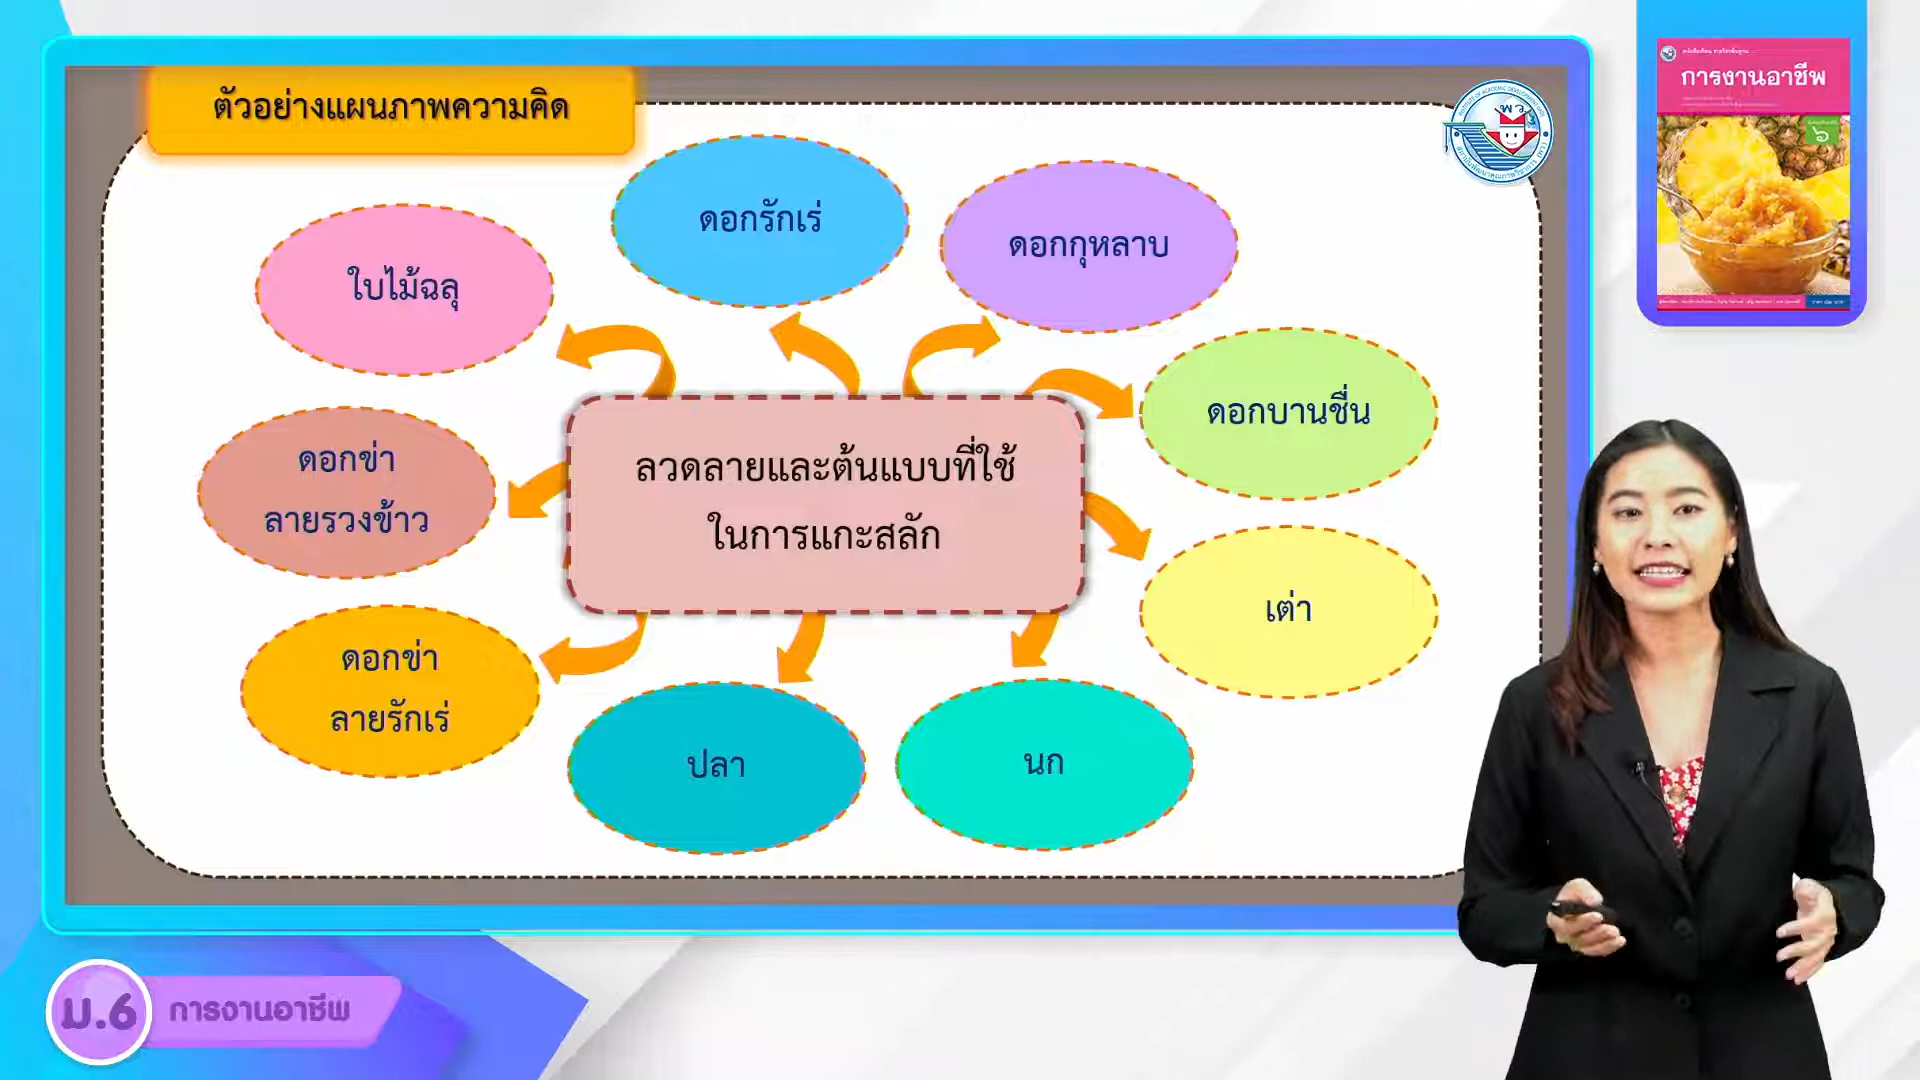 ตัวอย่างแผนภาพความคิด
ดอกรักเร่
ดอกกุหลาบ
ใบไม้ฉลุ
ดอกบานชื่น
ดอกข่า
ลายรวงข้าว
ลวดลายและต้นแบบที่ใช้
ในการแกะสลัก
เต่า
ดอกข่า
ลายรักเร่
ปลา
นก
พว
การงานอาชีพ
๖
ม.6
การงานอาชีพ